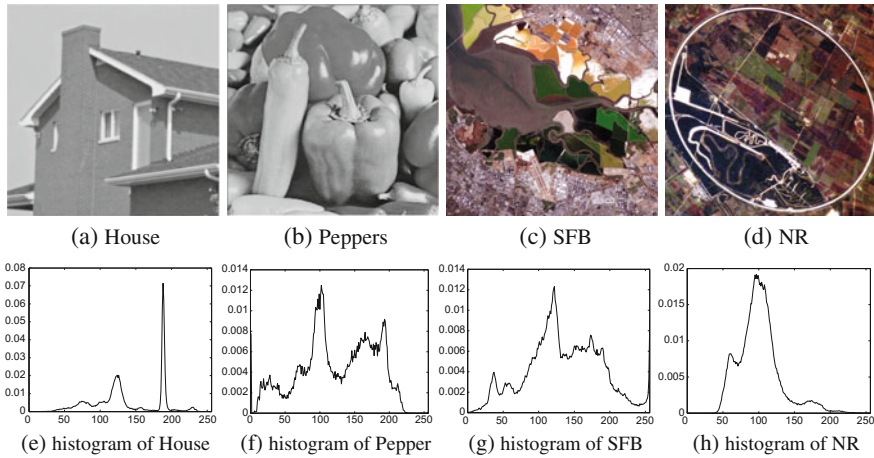 (a) House
(b) Peppers
(c) SFB
(d) NR
0.08
0.07
0.06
0.05
0.04
0.03
0.02
0.01
0
0 50 100 150 200 250
0.014
0.012
0.01
0.008
0.006
0.004
0.002
0
0 50 100 150 200 250
0.014
0.012
0.01
0.008
0.006
0.004
0.002
0
0 50 100 150 200 250
0.02
0.015
0.01
0.005
0
0 50 100 150 200 250
(e) histogram of House
(f) histogram of Pepper
(g) histogram of SFB
(h) histogram of NR